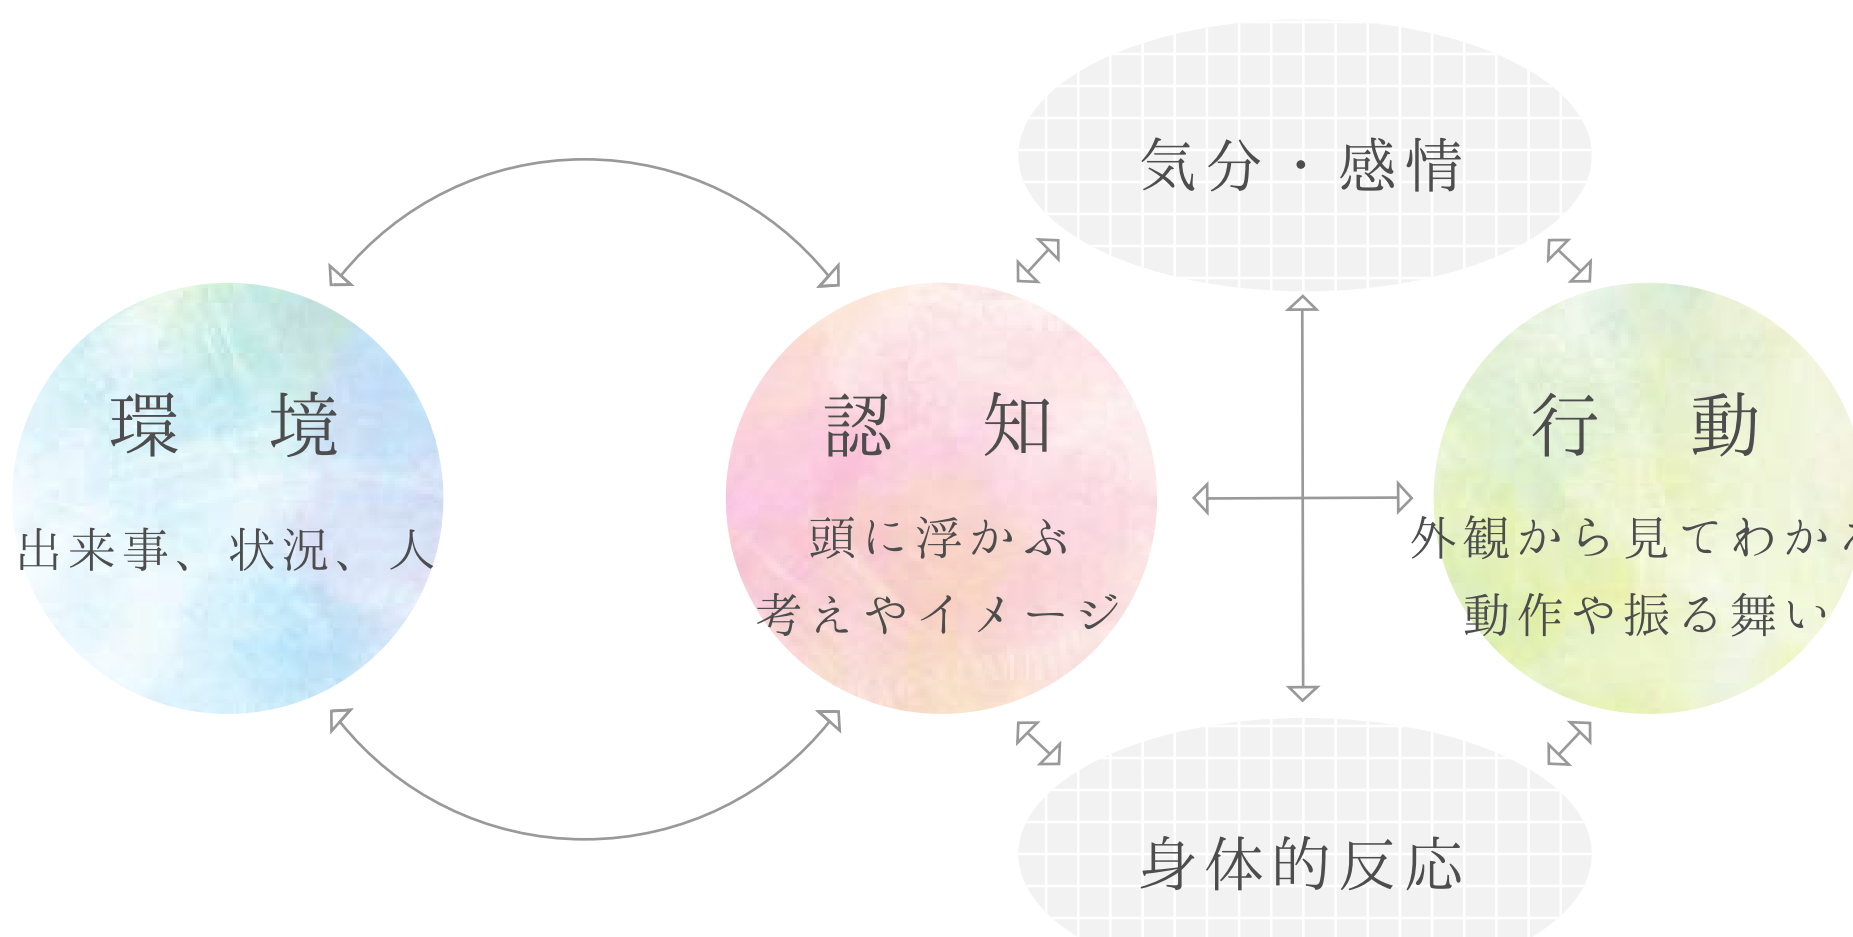 気分・感情
環　境
出来事、状況、人
認　知
頭に浮かぶ
考えやイメージ
行　動
外観から見てわかる
動作や振る舞い
身体的反応